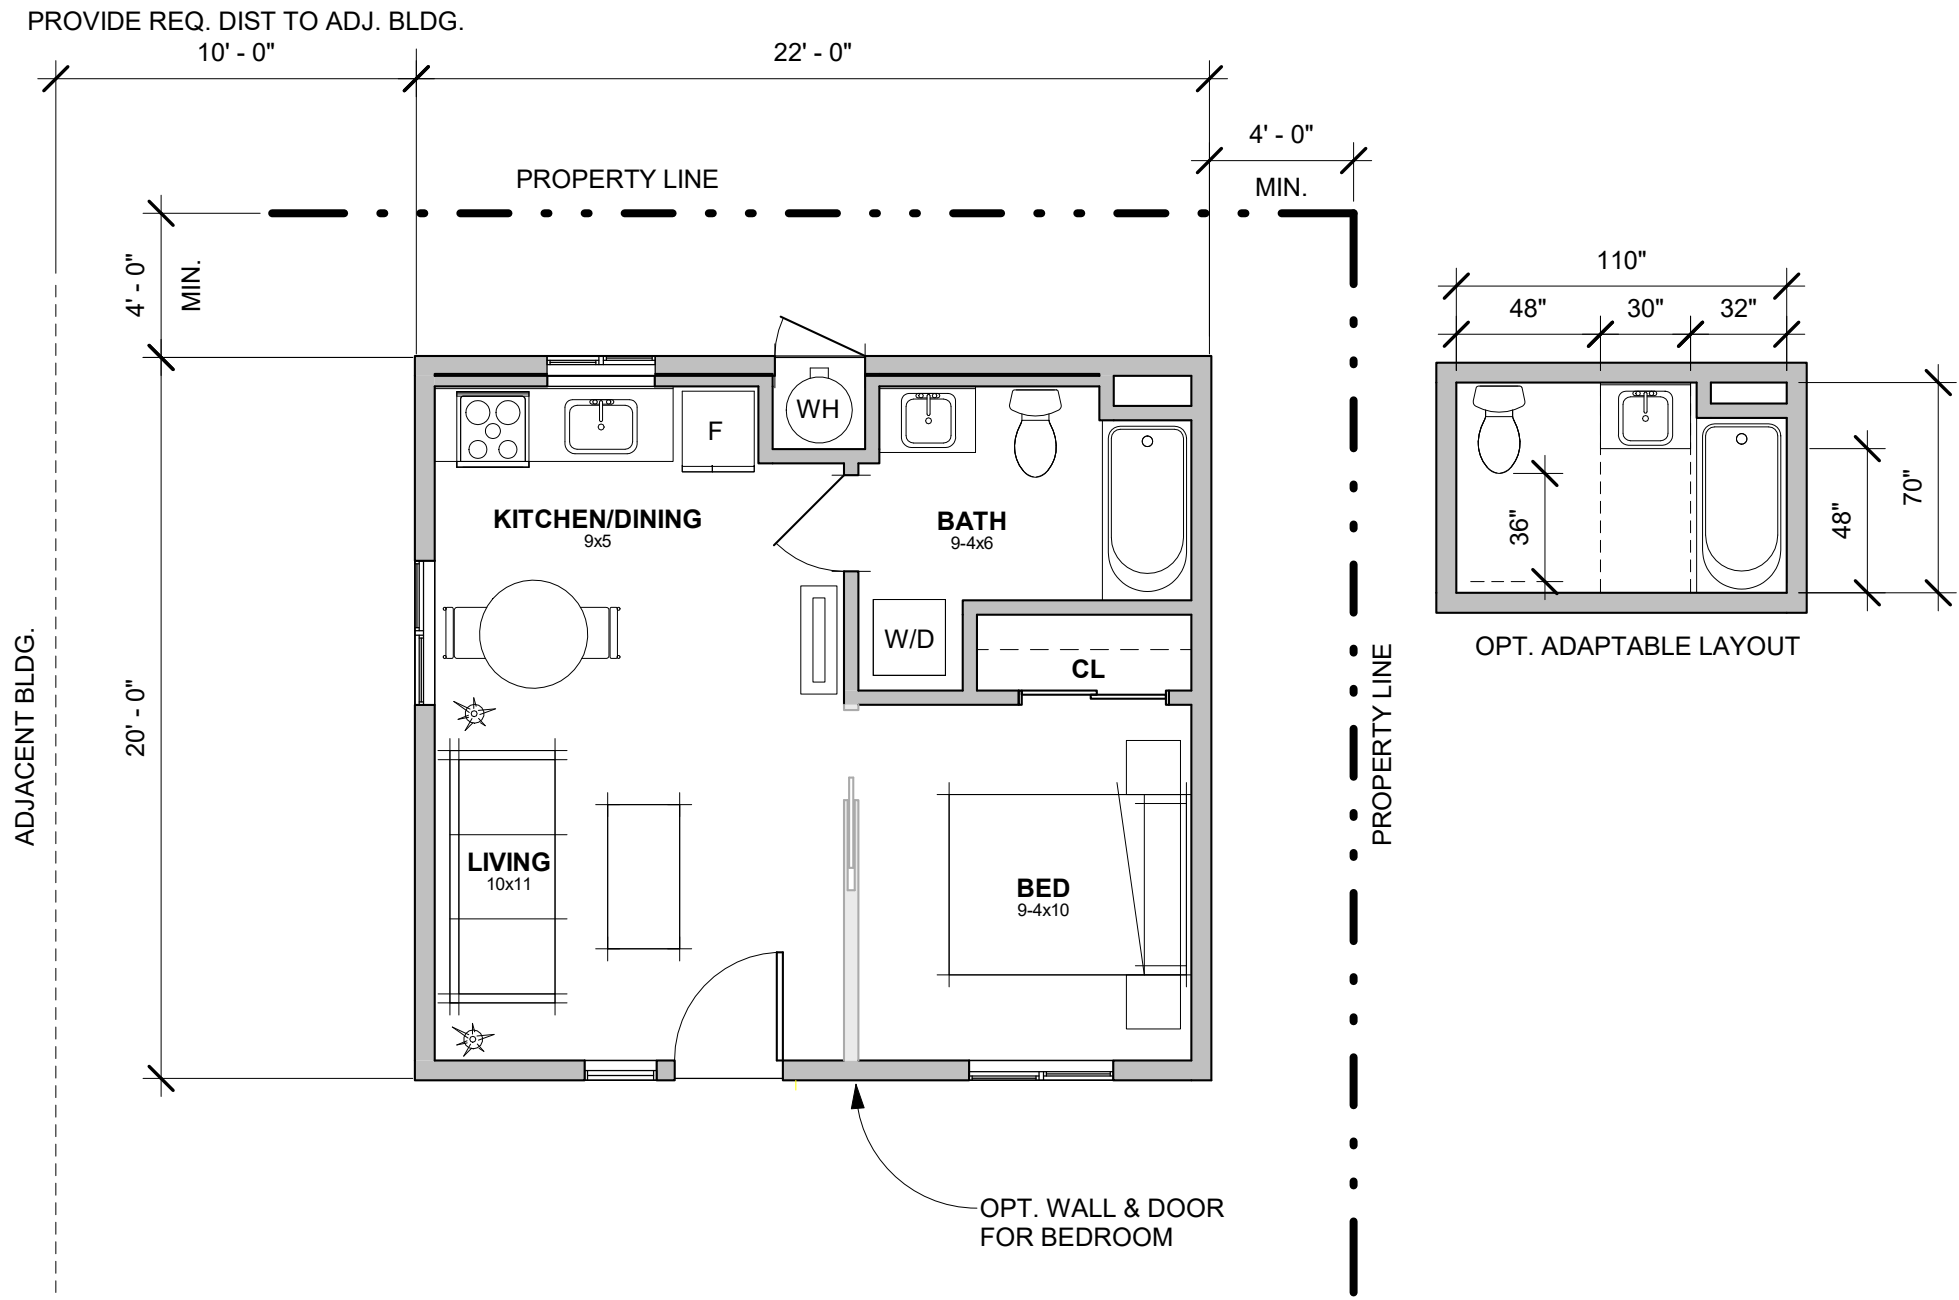 PROVIDE REQ. DIST TO ADJ. BLDG.
10' - 0"
22' - 0"
4' - 0"
MIN.
PROPERTY LINE
4' - 0"
MIN.
110"
48"
30"
32"
WH
F
KITCHEN/DINING
9x5
BATH
9-4x6
36"
48"
70"
OPT. ADAPTABLE LAYOUT
W/D
CL
ADJACENT BLDG.
20' - 0"
PROPERTY LINE
LIVING
10x11
BED
9-4x10
OPT. WALL & DOOR
FOR BEDROOM